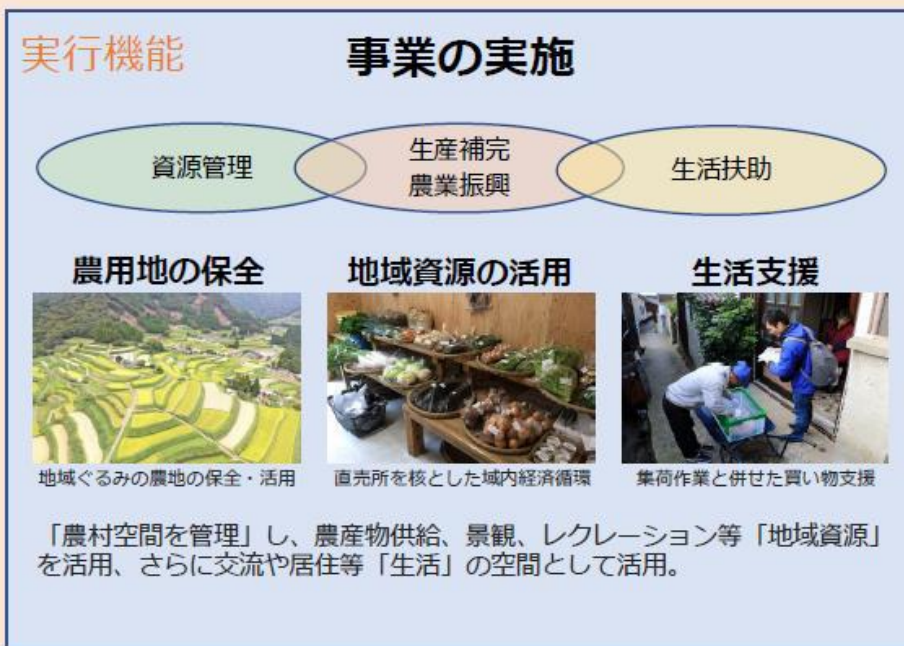 実行機能
事業の実施
資源管理
生産補完
農業振興
生活扶助
農用地の保全
地域資源の活用
生活支援
地域ぐるみの農地の保全・活用
直売所を核とした域内経済循環
集荷作業と併せた買い物支援
「農村空間を管理」し、農産物供給、景観、レクレーション等「地域資源」
を活用、さらに交流や居住等「生活」の空間として活用。